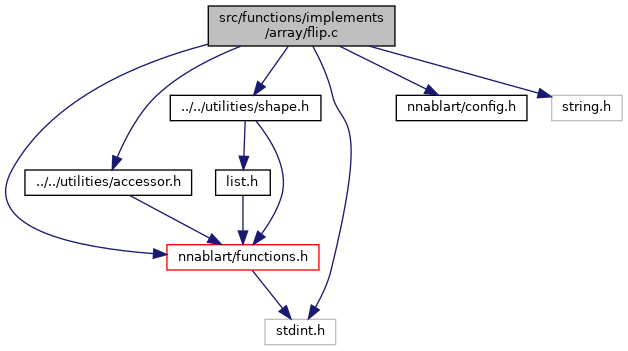 src/functions/implements
/array/flip.c
../../utilities/shape.h
nnablart/config.h
string.h
../../utilities/accessor.h
list.h
nnablart/functions.h
stdint.h